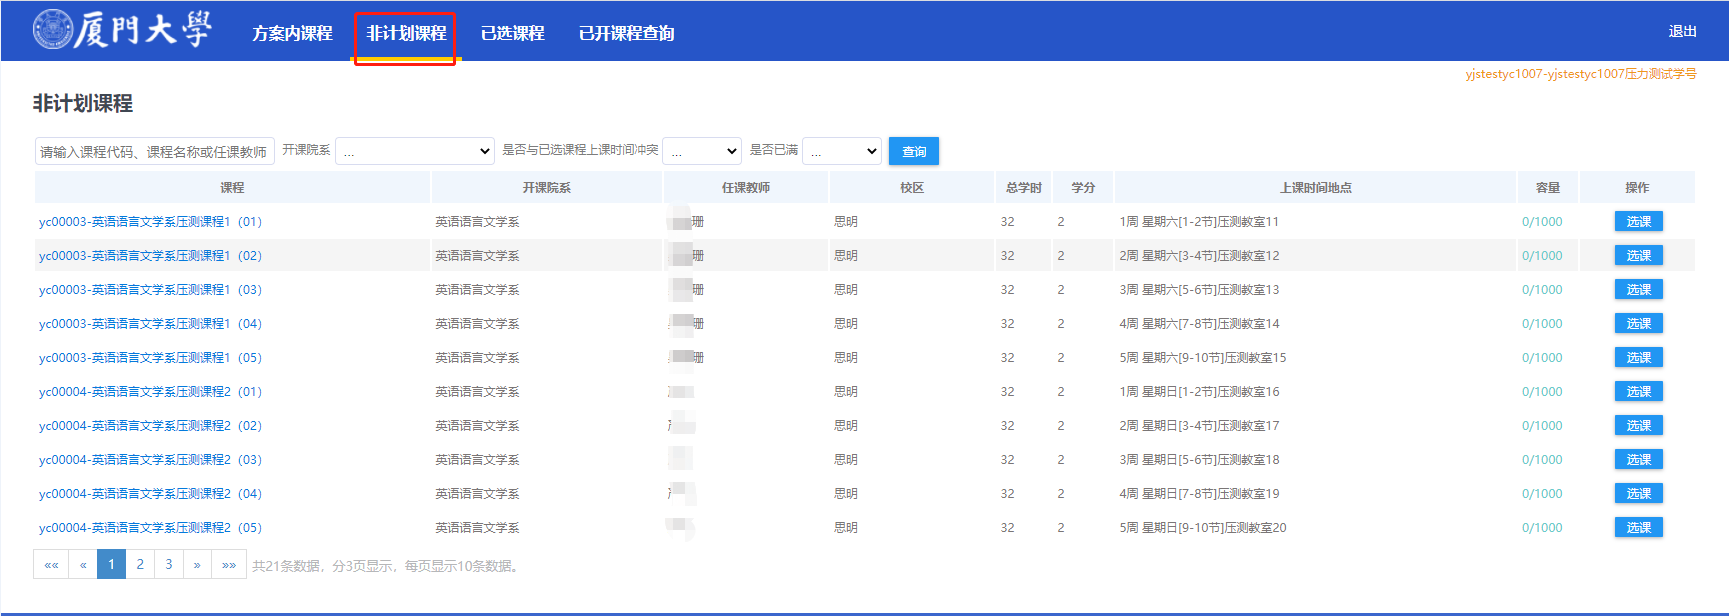 厦門大學 方案内课程 非计划课程 已选课程 已开课程查询 退出
yjstestyc1007-yjstestyc1007压力测试学号
非计划课程
请输入课程代码、课程名称或任课教师 开课院系 ... 是否与已选课程上课时间冲突 ... 是否已满 ... 查询
课程 开课院系 任课教师 校区 总学时 学分 上课时间地点 容量 操作
yc00003-英语语言文学系压测课程1（01） 英语语言文学系 珊 思明 32 2 1周 星期六[1-2节]压测教室11 0/1000 选课
yc00003-英语语言文学系压测课程1（02） 英语语言文学系 珊 思明 32 2 2周 星期六[3-4节]压测教室12 0/1000 选课
yc00003-英语语言文学系压测课程1（03） 英语语言文学系 珊 思明 32 2 3周 星期六[5-6节]压测教室13 0/1000 选课
yc00003-英语语言文学系压测课程1（04） 英语语言文学系 珊 思明 32 2 4周 星期六[7-8节]压测教室14 0/1000 选课
yc00003-英语语言文学系压测课程1（05） 英语语言文学系 珊 思明 32 2 5周 星期六[9-10节]压测教室15 0/1000 选课
yc00004-英语语言文学系压测课程2（01） 英语语言文学系 思明 32 2 1周 星期日[1-2节]压测教室16 0/1000 选课
yc00004-英语语言文学系压测课程2（02） 英语语言文学系 思明 32 2 2周 星期日[3-4节]压测教室17 0/1000 选课
yc00004-英语语言文学系压测课程2（03） 英语语言文学系 思明 32 2 3周 星期日[5-6节]压测教室18 0/1000 选课
yc00004-英语语言文学系压测课程2（04） 英语语言文学系 思明 32 2 4周 星期日[7-8节]压测教室19 0/1000 选课
yc00004-英语语言文学系压测课程2（05） 英语语言文学系 思明 32 2 5周 星期日[9-10节]压测教室20 0/1000 选课
«« « 1 2 3 » »» 共21条数据，分3页显示，每页显示10条数据。